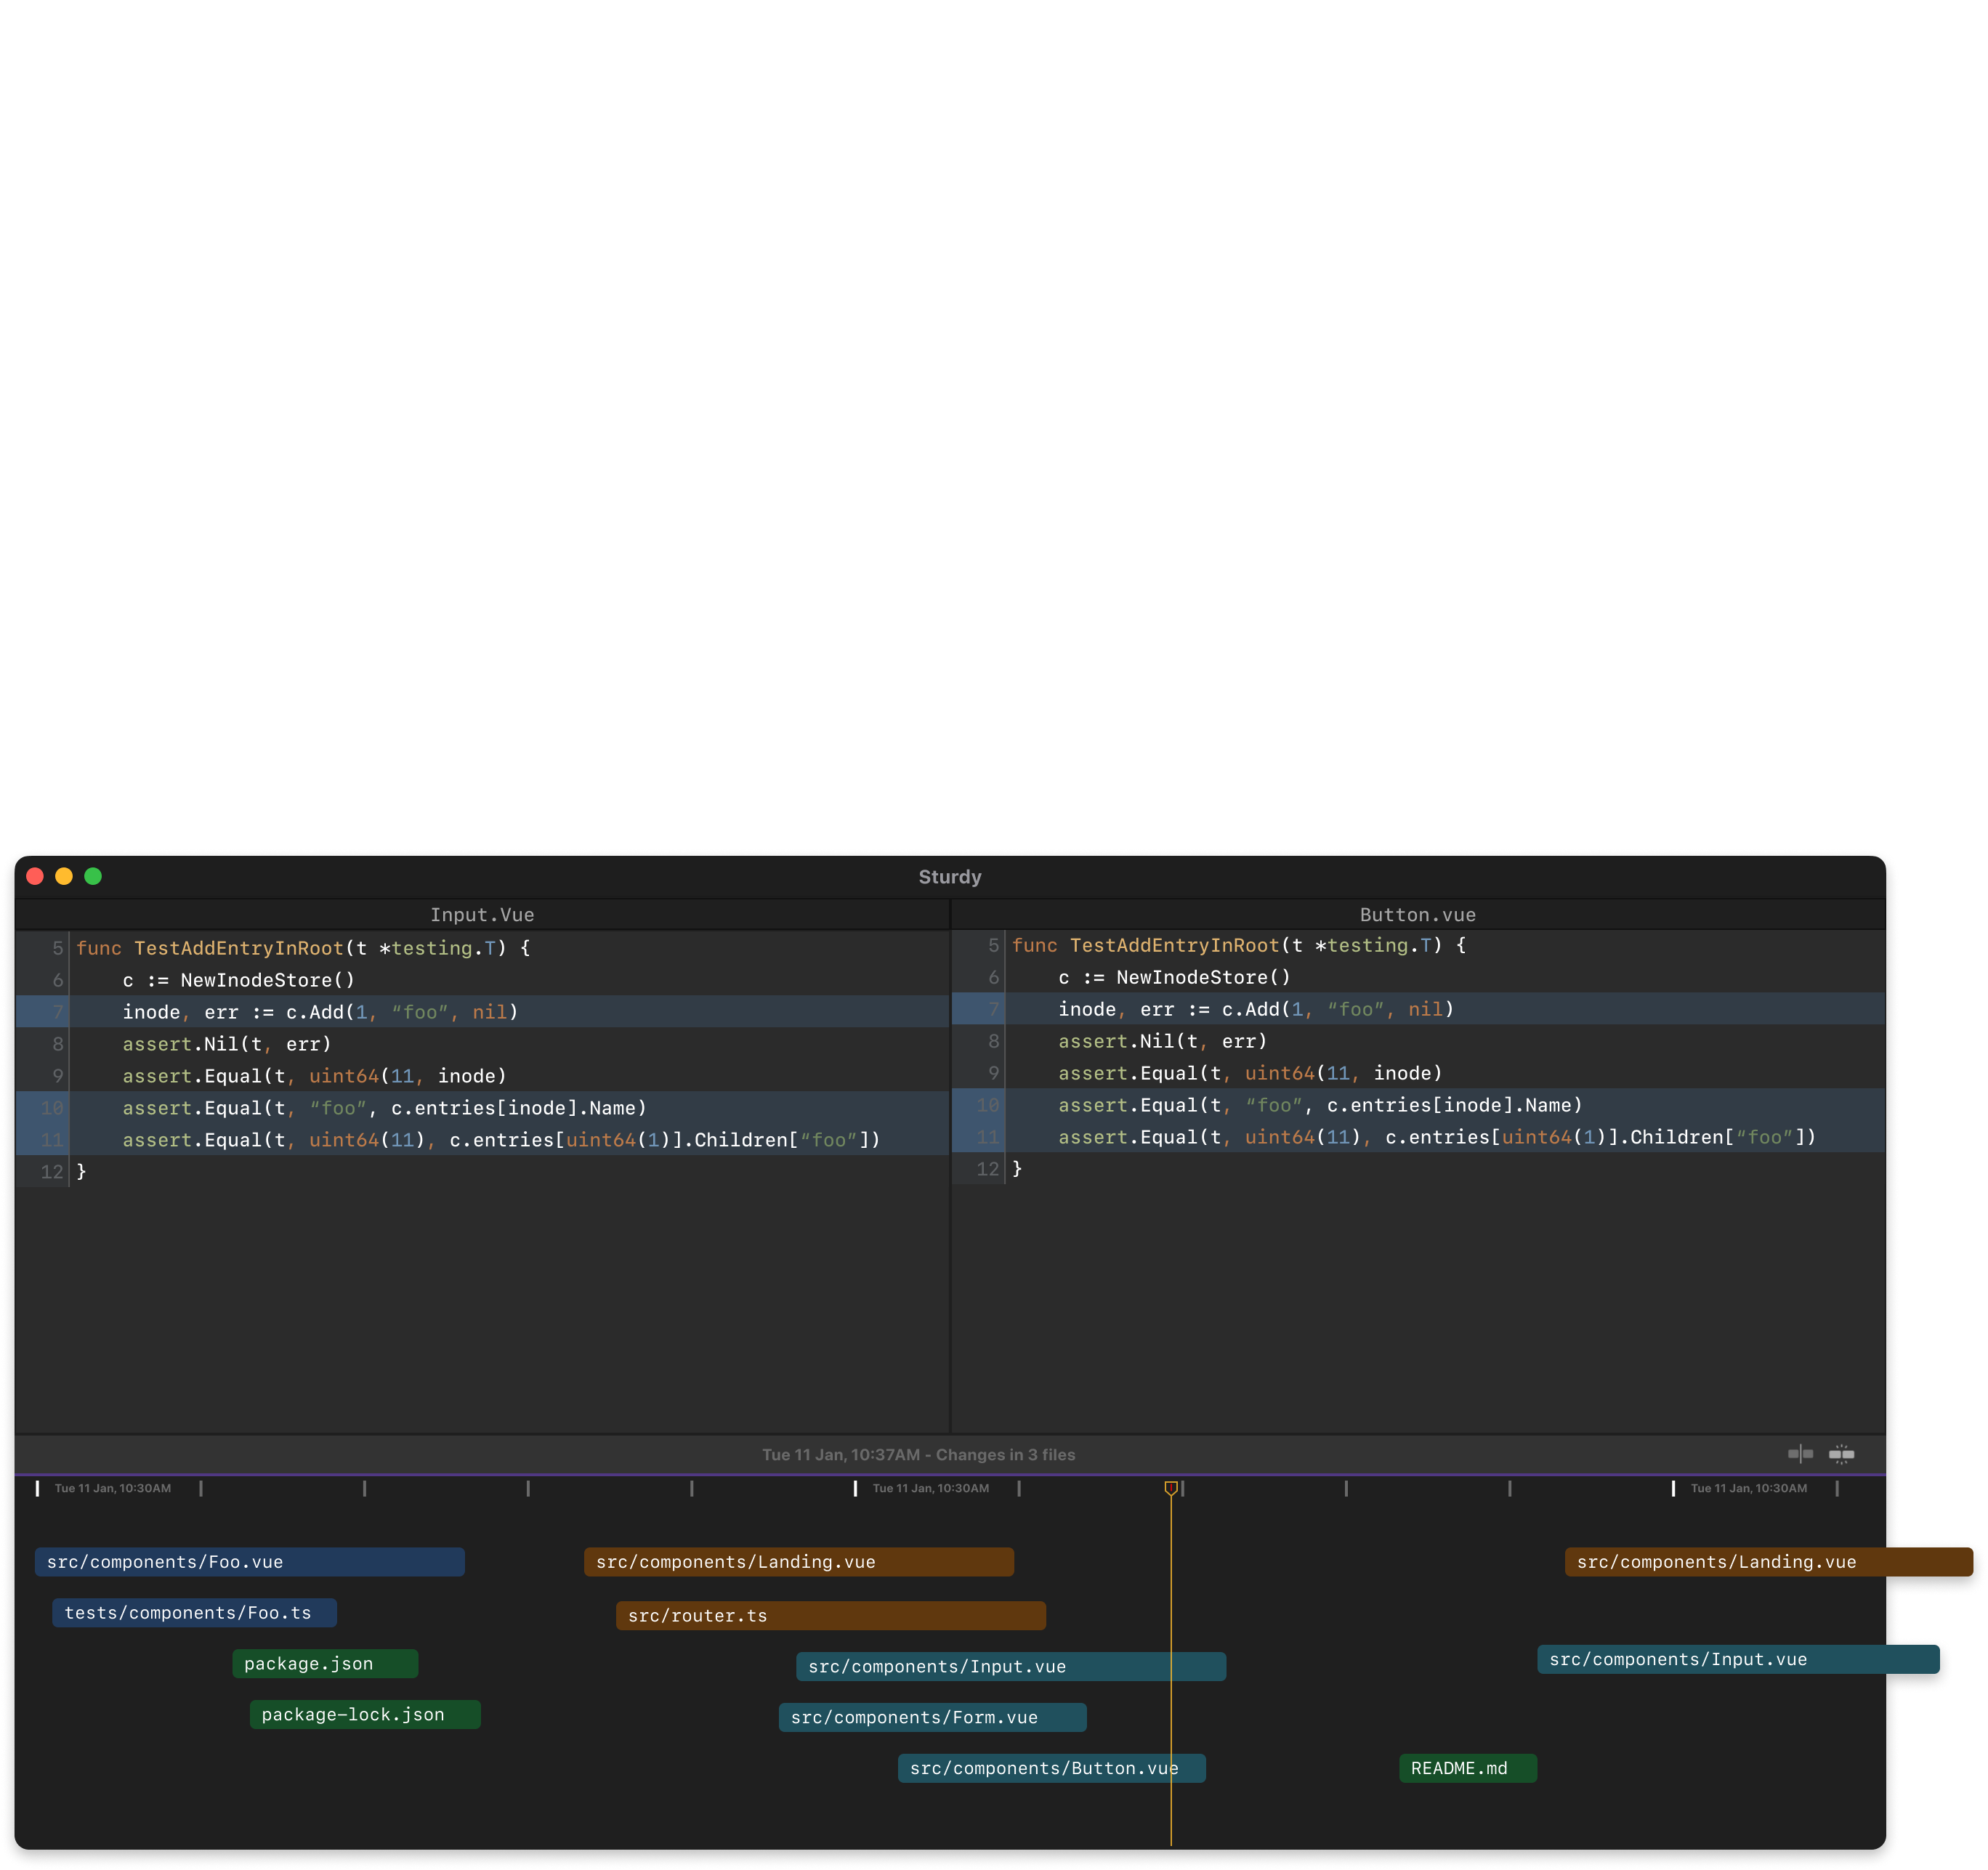 Sturdy
Input.Vue
5 func TestAddEntryInRoot(t *testing.T) {
6 c := NewInodeStore()
7 inode, err := c.Add(1, “foo”, nil)
8 assert.Nil(t, err)
9 assert.Equal(t, uint64(11, inode)
10 assert.Equal(t, “foo”, c.entries[inode].Name)
11 assert.Equal(t, uint64(11), c.entries[uint64(1)].Children[“foo”])
12 }
Button.vue
5 func TestAddEntryInRoot(t *testing.T) {
6 c := NewInodeStore()
7 inode, err := c.Add(1, “foo”, nil)
8 assert.Nil(t, err)
9 assert.Equal(t, uint64(11, inode)
10 assert.Equal(t, “foo”, c.entries[inode].Name)
11 assert.Equal(t, uint64(11), c.entries[uint64(1)].Children[“foo”])
12 }
Tue 11 Jan, 10:37AM - Changes in 3 files
Tue 11 Jan, 10:30AM
Tue 11 Jan, 10:30AM
Tue 11 Jan, 10:30AM
src/components/Foo.vue
src/components/Landing.vue
src/components/Landing.vue
tests/components/Foo.ts
src/router.ts
package.json
src/components/Input.vue
src/components/Input.vue
package-lock.json
src/components/Form.vue
src/components/Button.vue
README.md